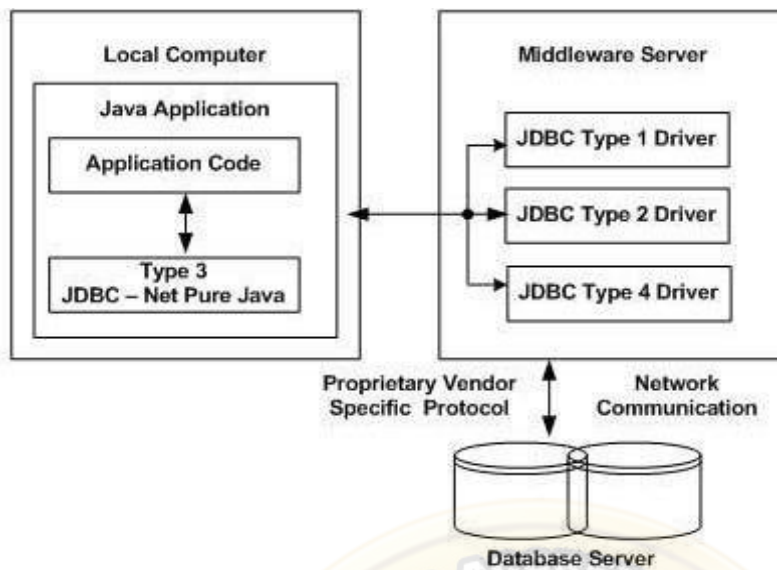 Local Computer
Java Application
Application Code
Type 3
JDBC – Net Pure Java
Middleware Server
JDBC Type 1 Driver
JDBC Type 2 Driver
JDBC Type 4 Driver
Proprietary Vendor
Specific Protocol
Network
Communication
Database Server